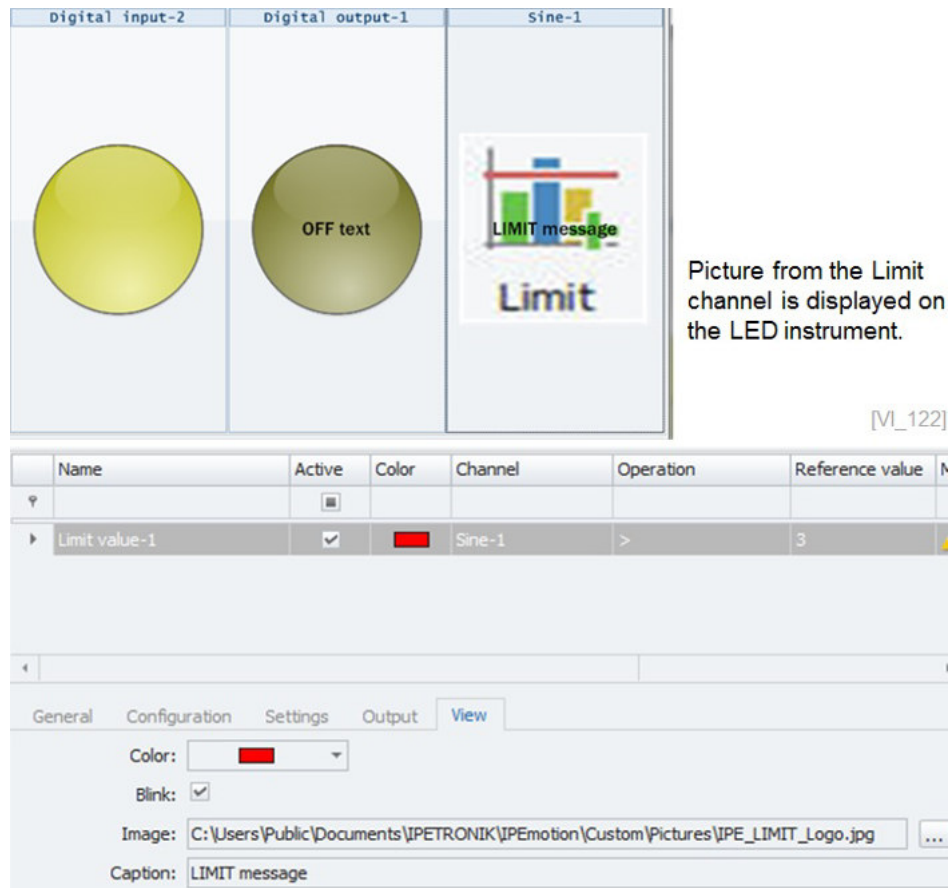 Digital input-2 Digital output-1 Sine-1
OFF text
LIMIT message
Limit
Picture from the Limit
channel is displayed on
the LED instrument.
[VI_122]
Name Active Color Channel Operation Reference value
Limit value-1 Sine-1 > 3
General Configuration Settings Output View
Color:
Blink:
Image: C:\Users\Public\Documents\IPETRONIK\IPEmotion\Custom\Pictures\IPE_LIMIT_Logo.jpg ...
Caption: LIMIT message